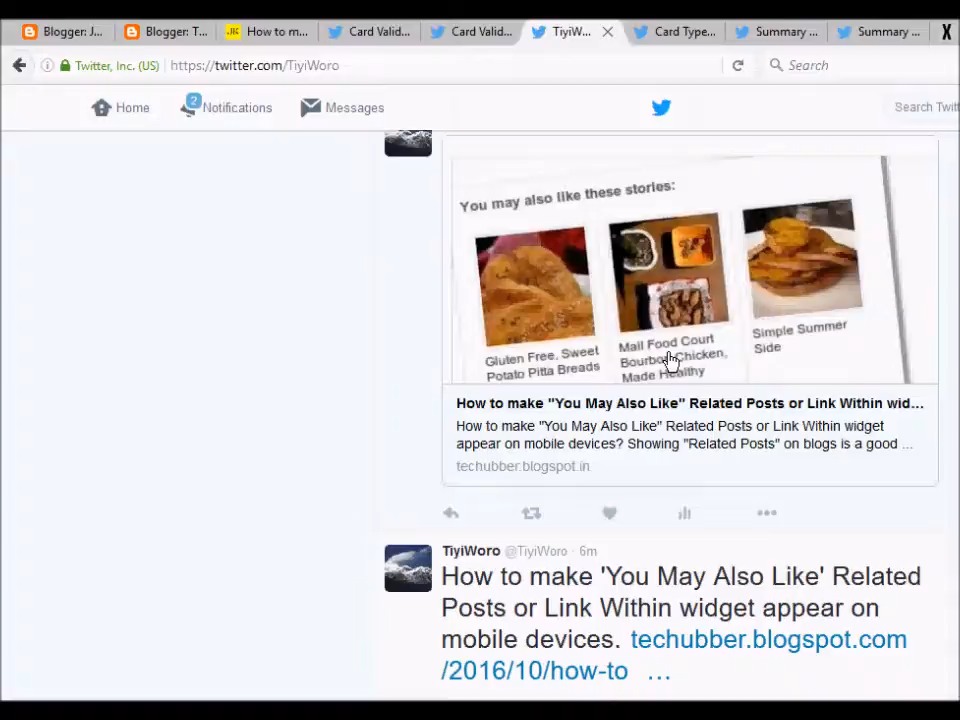 Blogger: J... Blogger: T... How to m... Card Valid... Card Valid... TiyiW... Card Type... Summary ... Summary ...
Twitter, Inc. (US) https://twitter.com/TiyiWoro Search
Home 2 Notifications Messages Search Twitt
You may also like these stories:
Gluten Free, Sweet
Potato Pitta Breads
Mall Food Court
Bourbon Chicken,
Made Healthy
Simple Summer
Side
How to make "You May Also Like" Related Posts or Link Within wid...
How to make "You May Also Like" Related Posts or Link Within widget
appear on mobile devices? Showing "Related Posts" on blogs is a good ...
techubber.blogspot.in
TiyiWoro @TiyiWoro · 6m
How to make 'You May Also Like' Related
Posts or Link Within widget appear on
mobile devices. techubber.blogspot.com
/2016/10/how-to ...